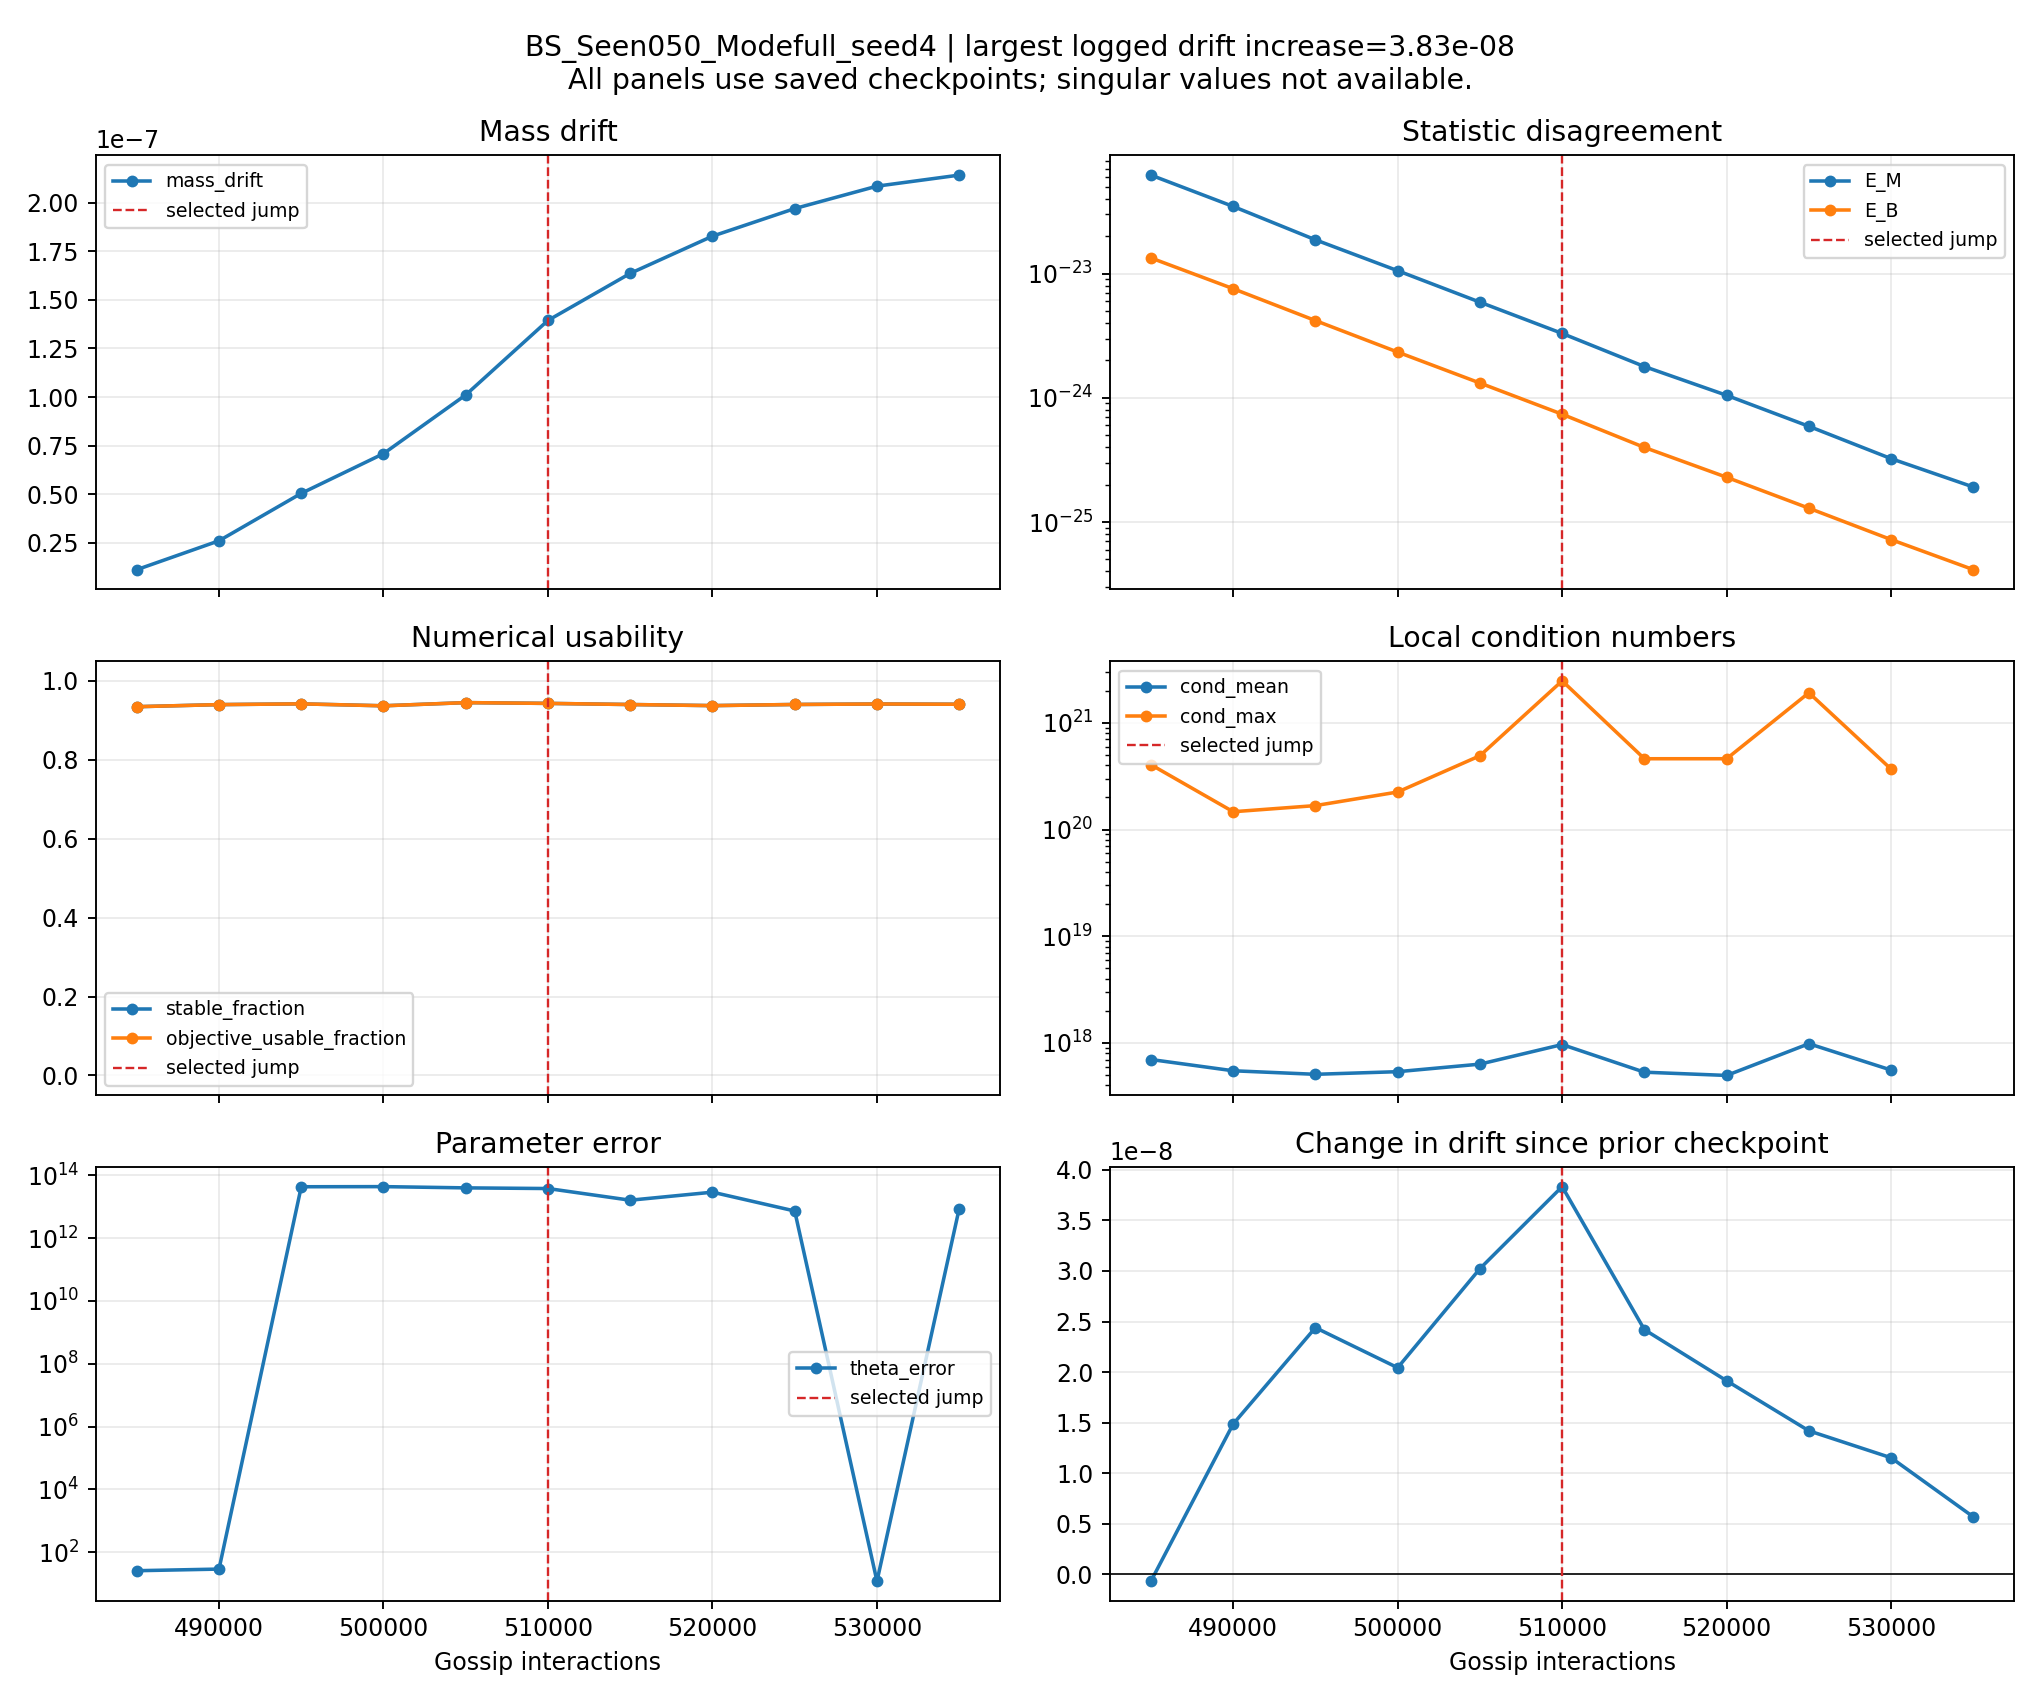 BS_Seen050_Modefull_seed4 | largest logged drift increase=3.83e-08
All panels use saved checkpoints; singular values not available.
Mass drift
1e−7
2.00
1.75
1.50
1.25
1.00
0.75
0.50
0.25
mass_drift
selected jump
Statistic disagreement
10−23
10−24
10−25
E_M
E_B
selected jump
Numerical usability
1.0
0.8
0.6
0.4
0.2
0.0
stable_fraction
objective_usable_fraction
selected jump
Local condition numbers
10²¹
10²⁰
10¹⁹
10¹⁸
cond_mean
cond_max
selected jump
Parameter error
10¹⁴
10¹²
10¹⁰
10⁸
10⁶
10⁴
10²
theta_error
selected jump
490000 500000 510000 520000 530000
Gossip interactions
Change in drift since prior checkpoint
1e−8
4.0
3.5
3.0
2.5
2.0
1.5
1.0
0.5
0.0
490000 500000 510000 520000 530000
Gossip interactions